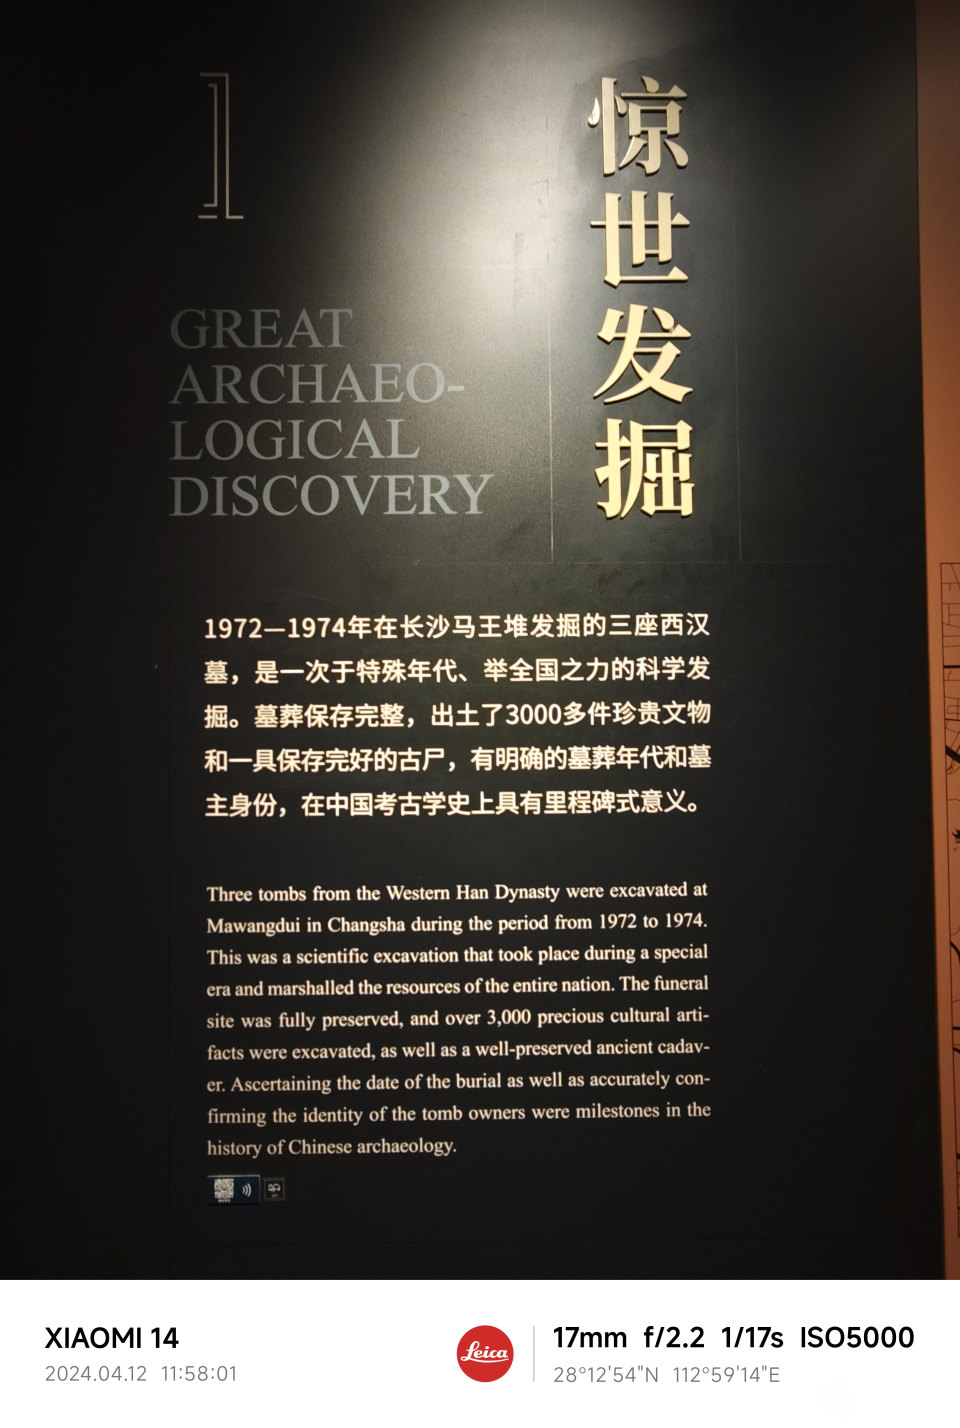 1
惊世发掘
GREAT
ARCHAEO-
LOGICAL
DISCOVERY
1972—1974年在长沙马王堆发掘的三座西汉
墓，是一次于特殊年代、举全国之力的科学发
掘。墓葬保存完整，出土了3000多件珍贵文物
和一具保存完好的古尸，有明确的墓葬年代和墓
主身份，在中国考古学史上具有里程碑式意义。
Three tombs from the Western Han Dynasty were excavated at
Mawangdui in Changsha during the period from 1972 to 1974.
This was a scientific excavation that took place during a special
era and marshalled the resources of the entire nation. The funeral
site was fully preserved, and over 3,000 precious cultural arti-
facts were excavated, as well as a well-preserved ancient cadav-
er. Ascertaining the date of the burial as well as accurately con-
firming the identity of the tomb owners were milestones in the
history of Chinese archaeology.
XIAOMI 14
2024.04.12 11:58:01
Leica
17mm f/2.2 1/17s ISO5000
28°12'54"N 112°59'14"E